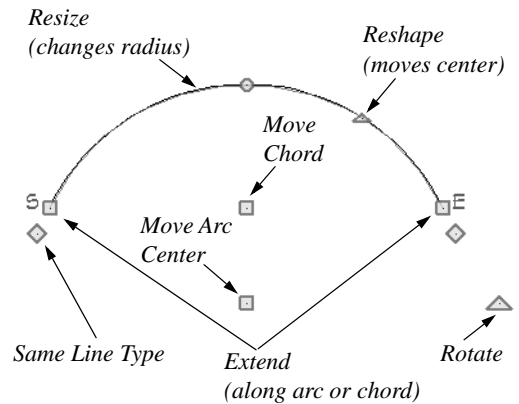 Resize
(changes radius)
Reshape
(moves center)
Move
Chord
S
E
Move Arc
Center
Same Line Type
Extend
(along arc or chord)
Rotate